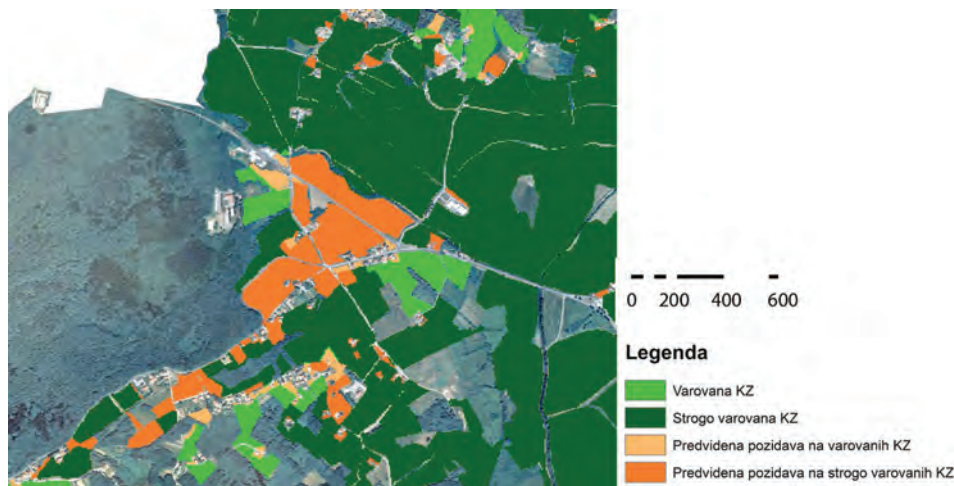 0 200 400 600
Legenda
Varovana KZ
Strogo varovana KZ
Predvidena pozidava na varovanih KZ
Predvidena pozidava na strogo varovanih KZ